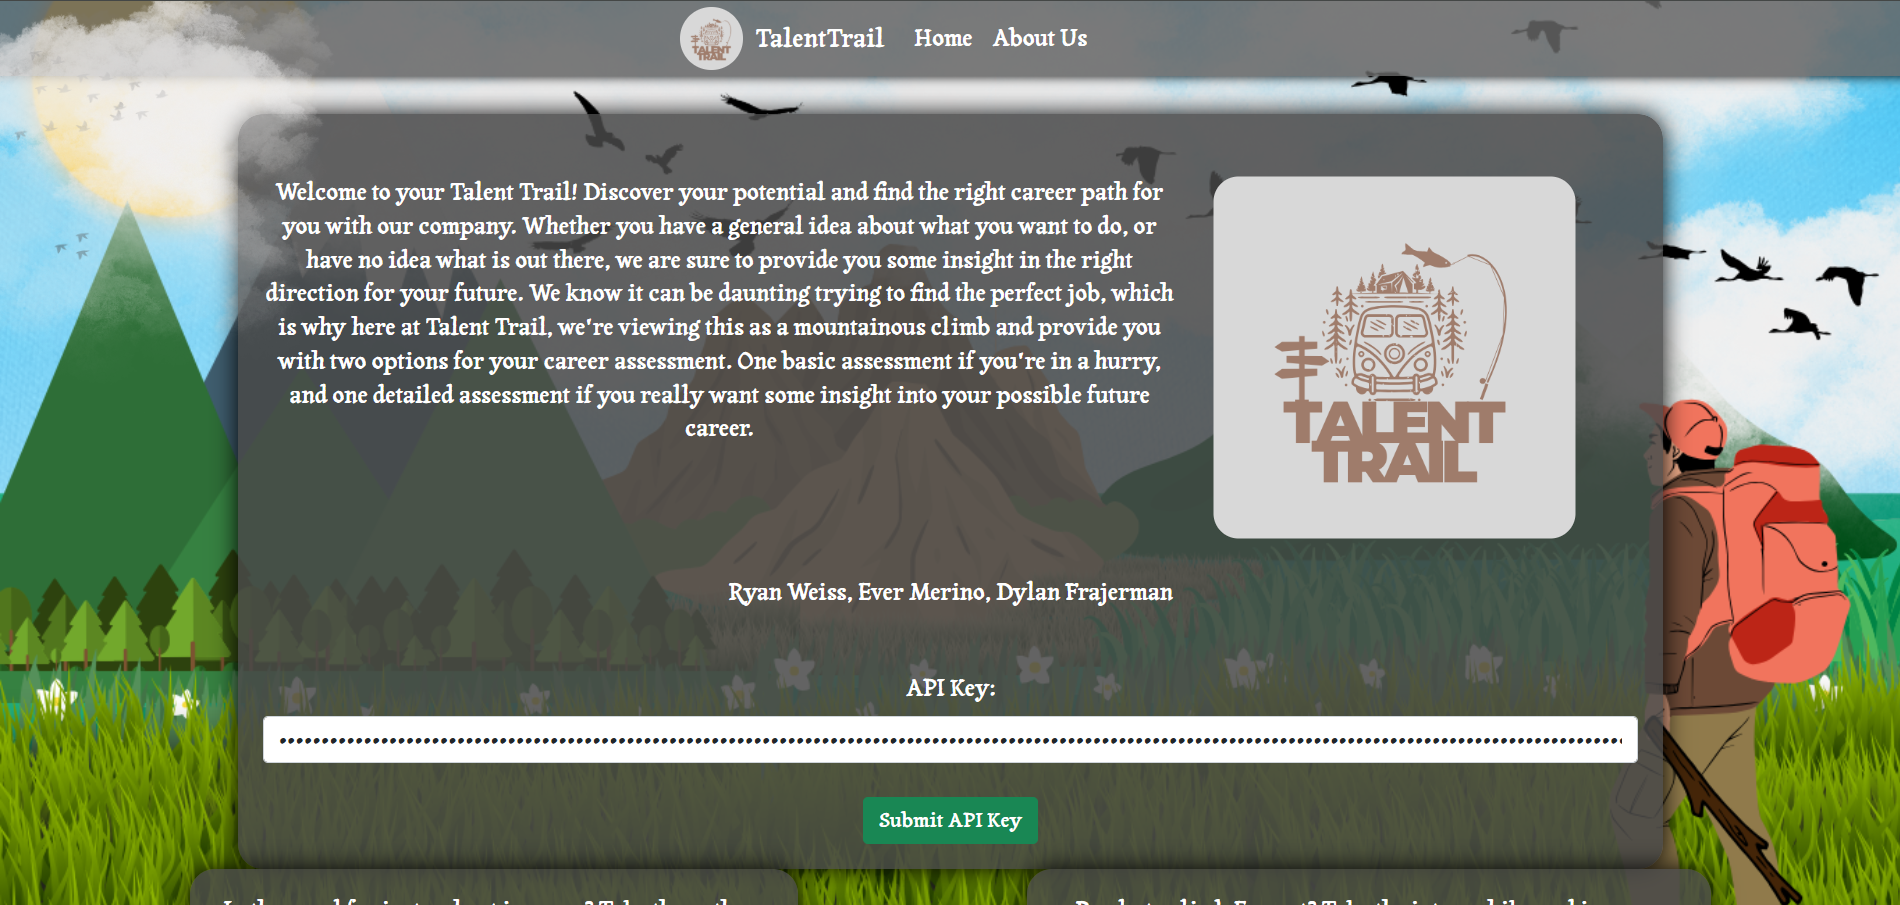 TALENT
TRAIL
TalentTrail
Home
About Us
Welcome to your Talent Trail! Discover your potential and find the right career path for
you with our company. Whether you have a general idea about what you want to do, or
have no idea what is out there, we are sure to provide you some insight in the right
direction for your future. We know it can be daunting trying to find the perfect job, which
is why here at Talent Trail, we're viewing this as a mountainous climb and provide you
with two options for your career assessment. One basic assessment if you're in a hurry,
and one detailed assessment if you really want some insight into your possible future
career.
TALENT
TRAIL
Ryan Weiss, Ever Merino, Dylan Frajerman
API Key:
Submit API Key